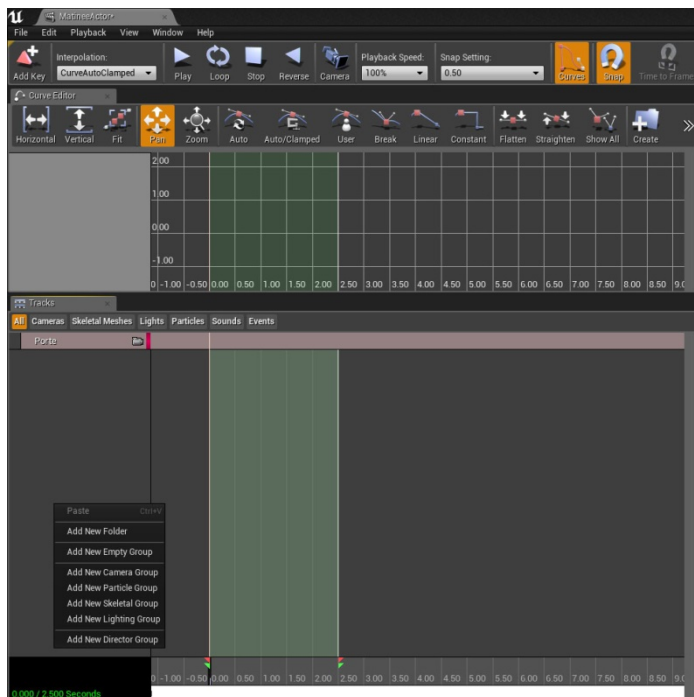 MatineeActor*
File Edit Playback View Window Help
Add Key
Interpolation:
CurveAutoClamped
Play Loop Stop Reverse Camera
Playback Speed:
100%
Snap Setting:
0.50
Curves Snap Time to Frame
Curve Editor
Horizontal Vertical Fit Pan Zoom Auto Auto/Clamped User Break Linear Constant Flatten Straighten Show All Create
2.00
1.00
0.00
-1.00
0 -1.00 -0.50 0.00 0.50 1.00 1.50 2.00 2.50 3.00 3.50 4.00 4.50 5.00 5.50 6.00 6.50 7.00 7.50 8.00 8.50 9.0
Tracks
All Cameras Skeletal Meshes Lights Particles Sounds Events
Porte
Paste Ctrl+V
Add New Folder
Add New Empty Group
Add New Camera Group
Add New Particle Group
Add New Skeletal Group
Add New Lighting Group
Add New Director Group
0 -1.00 -0.50 0.00 0.50 1.00 1.50 2.00 2.50 3.00 3.50 4.00 4.50 5.00 5.50 6.00 6.50 7.00 7.50 8.00 8.50 9.0
0.000 / 2.500 Seconds